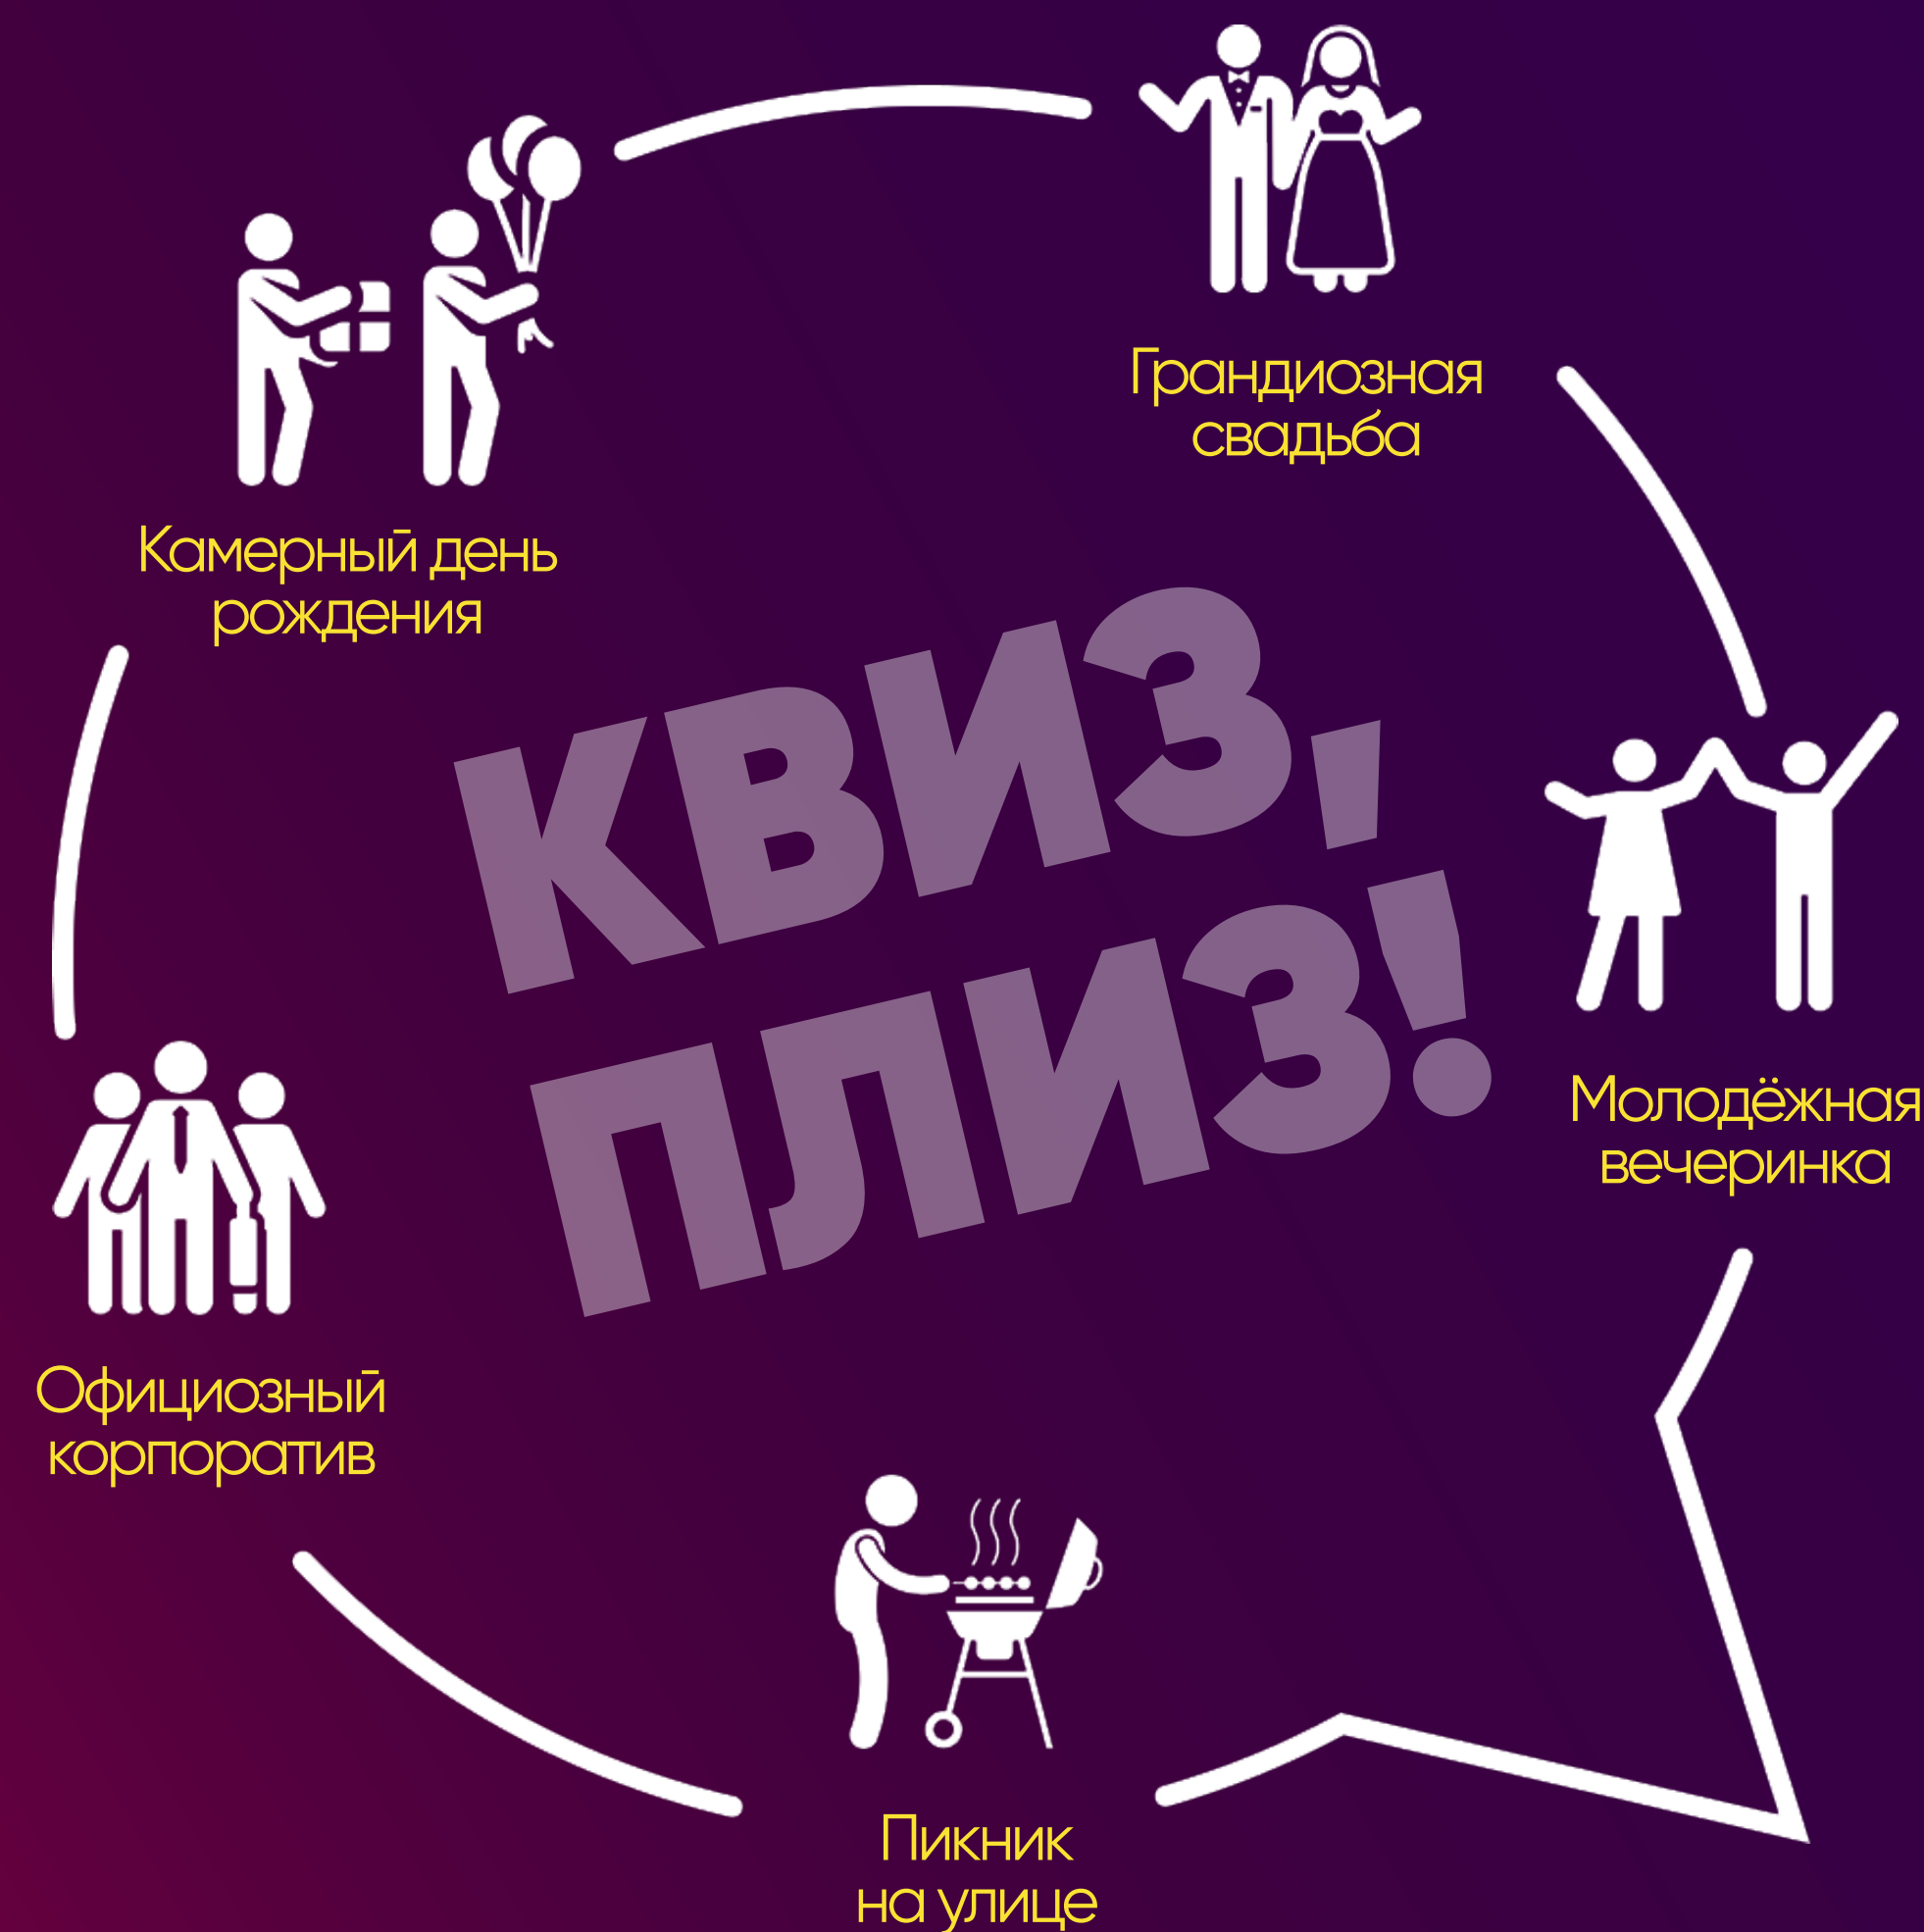 Грандиозная
свадьба
Камерный день
рождения
КВИЗ,
ПЛИЗ!
Молодёжная
вечеринка
Официозный
корпоратив
Пикник
на улице